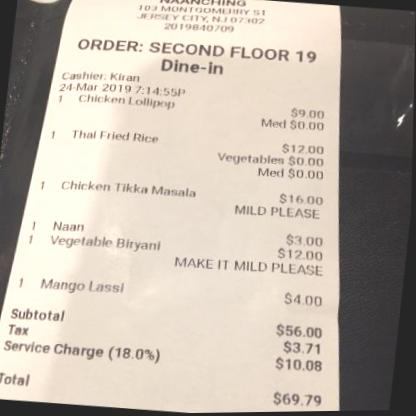 NAANCHING
103 MONTGOMERRY ST
JERSEY CITY, NJ 07302
2019840709
ORDER: SECOND FLOOR 19
Dine-in
Cashier: Kiran
24-Mar 2019 7:14:55P
1 Chicken Lollipop $9.00
Med $0.00
1 Thai Fried Rice $12.00
Vegetables $0.00
Med $0.00
1 Chicken Tikka Masala $16.00
MILD PLEASE
1 Naan $3.00
1 Vegetable Biryani $12.00
MAKE IT MILD PLEASE
1 Mango Lassi $4.00
Subtotal $56.00
Tax $3.71
Service Charge (18.0%) $10.08
Total $69.79